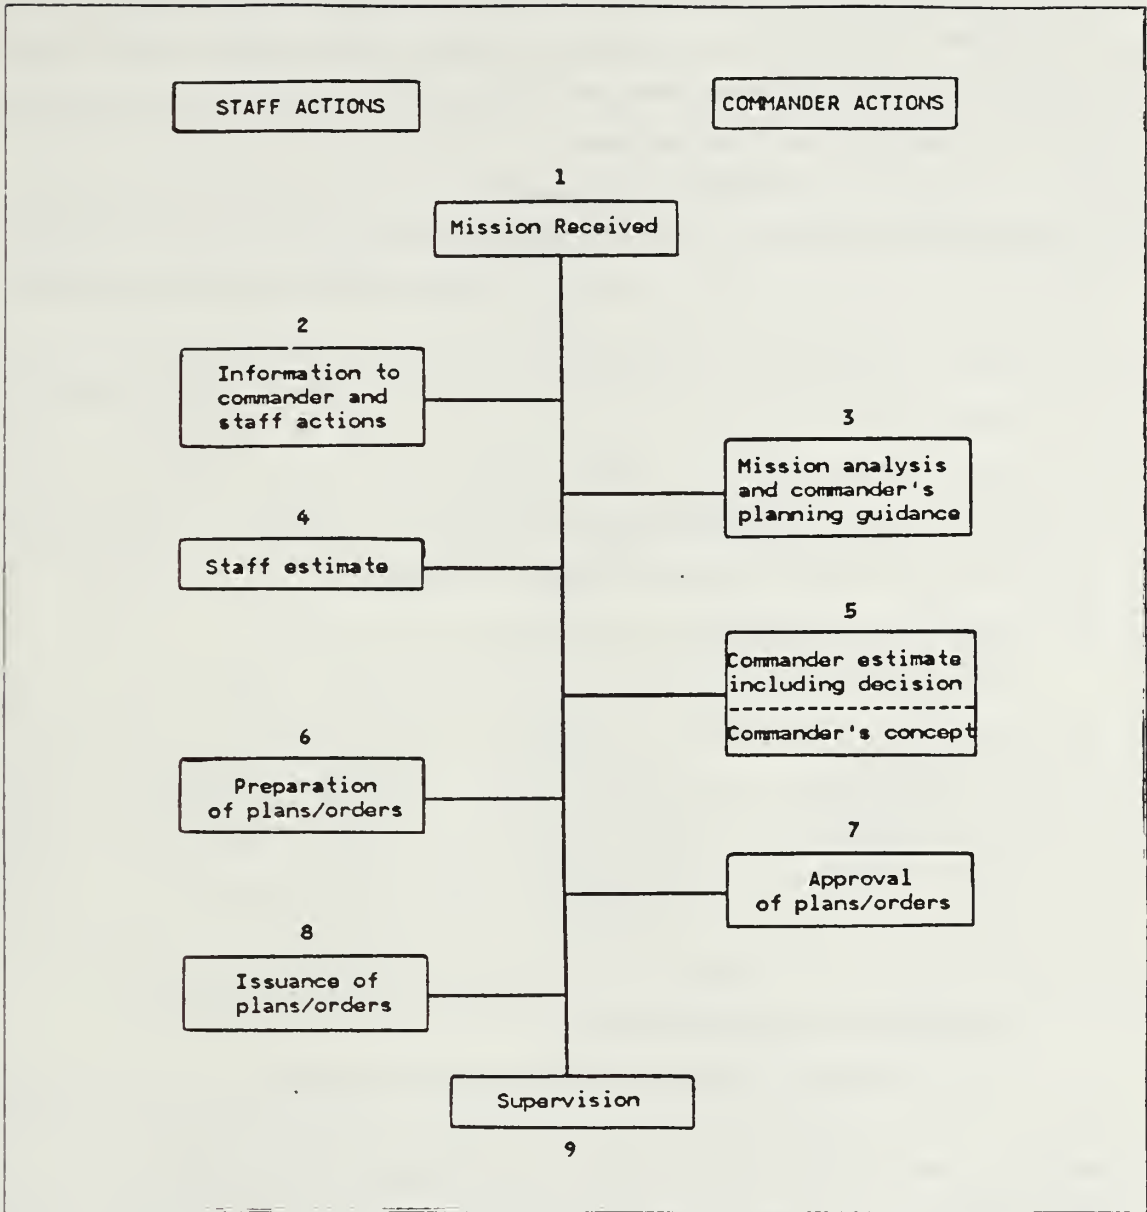 STAFF ACTIONS
COMMANDER ACTIONS
1
Mission Received
2
Information to
commander and
staff actions
3
Mission analysis
and commander's
planning guidance
4
Staff estimate
5
Commander estimate
including decision
Commander's concept
6
Preparation
of plans/orders
7
Approval
of plans/orders
8
Issuance of
plans/orders
Supervision
9